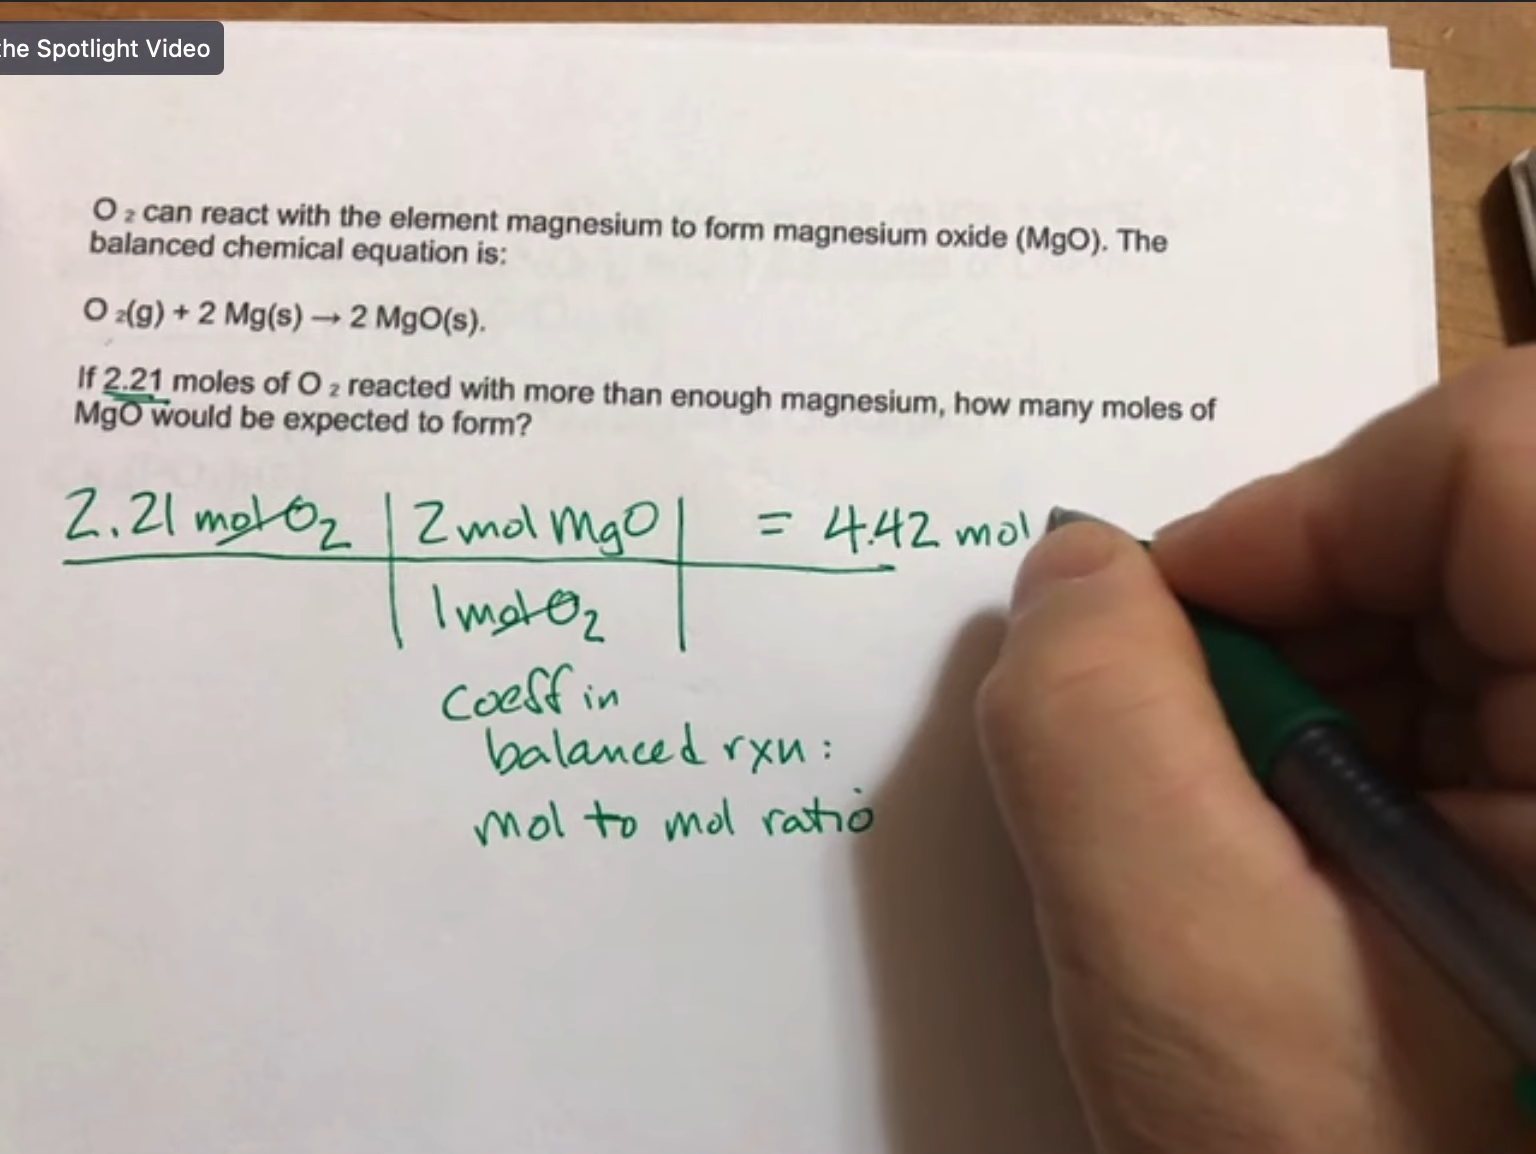 the Spotlight Video
O 2 can react with the element magnesium to form magnesium oxide (MgO). The
balanced chemical equation is:
O 2(g) + 2 Mg(s) → 2 MgO(s).
If 2.21 moles of O 2 reacted with more than enough magnesium, how many moles of
MgO would be expected to form?
2.21 mol O2 | 2 mol MgO | = 4.42 mol
1 mol O2
coeff in
balanced rxn:
mol to mol ratio